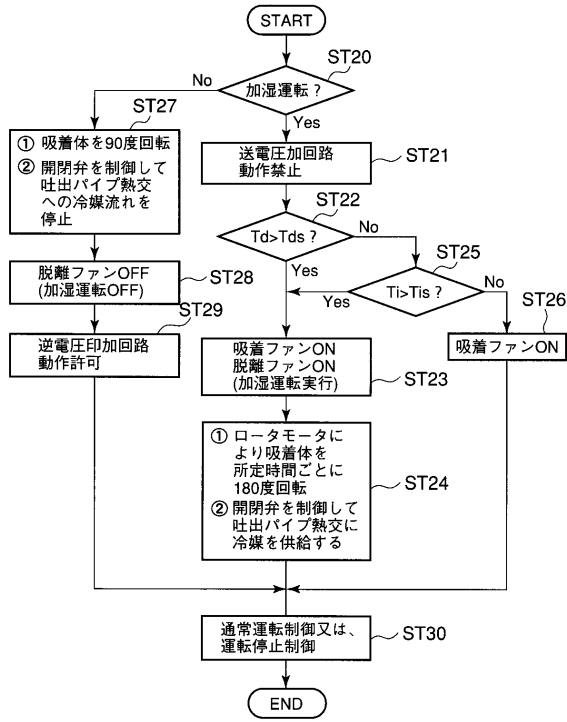 START
ST20
加湿運転？
No
Yes
ST27
① 吸着体を90度回転
② 開閉弁を制御して
吐出パイプ熱交
への冷媒流れを
停止
送電圧加回路
動作禁止
ST21
ST22
Td>Tds？
No
Yes
ST25
Ti>Tis？
Yes
No
脱離ファンOFF
(加湿運転OFF)
ST28
ST29
逆電圧印加回路
動作許可
ST26
吸着ファンON
吸着ファンON
脱離ファンON
(加湿運転実行)
ST23
① ロータモータに
より吸着体を
所定時間ごとに
180度回転
② 開閉弁を制御して
吐出パイプ熱交に
冷媒を供給する
ST24
通常運転制御又は、
運転停止制御
ST30
END